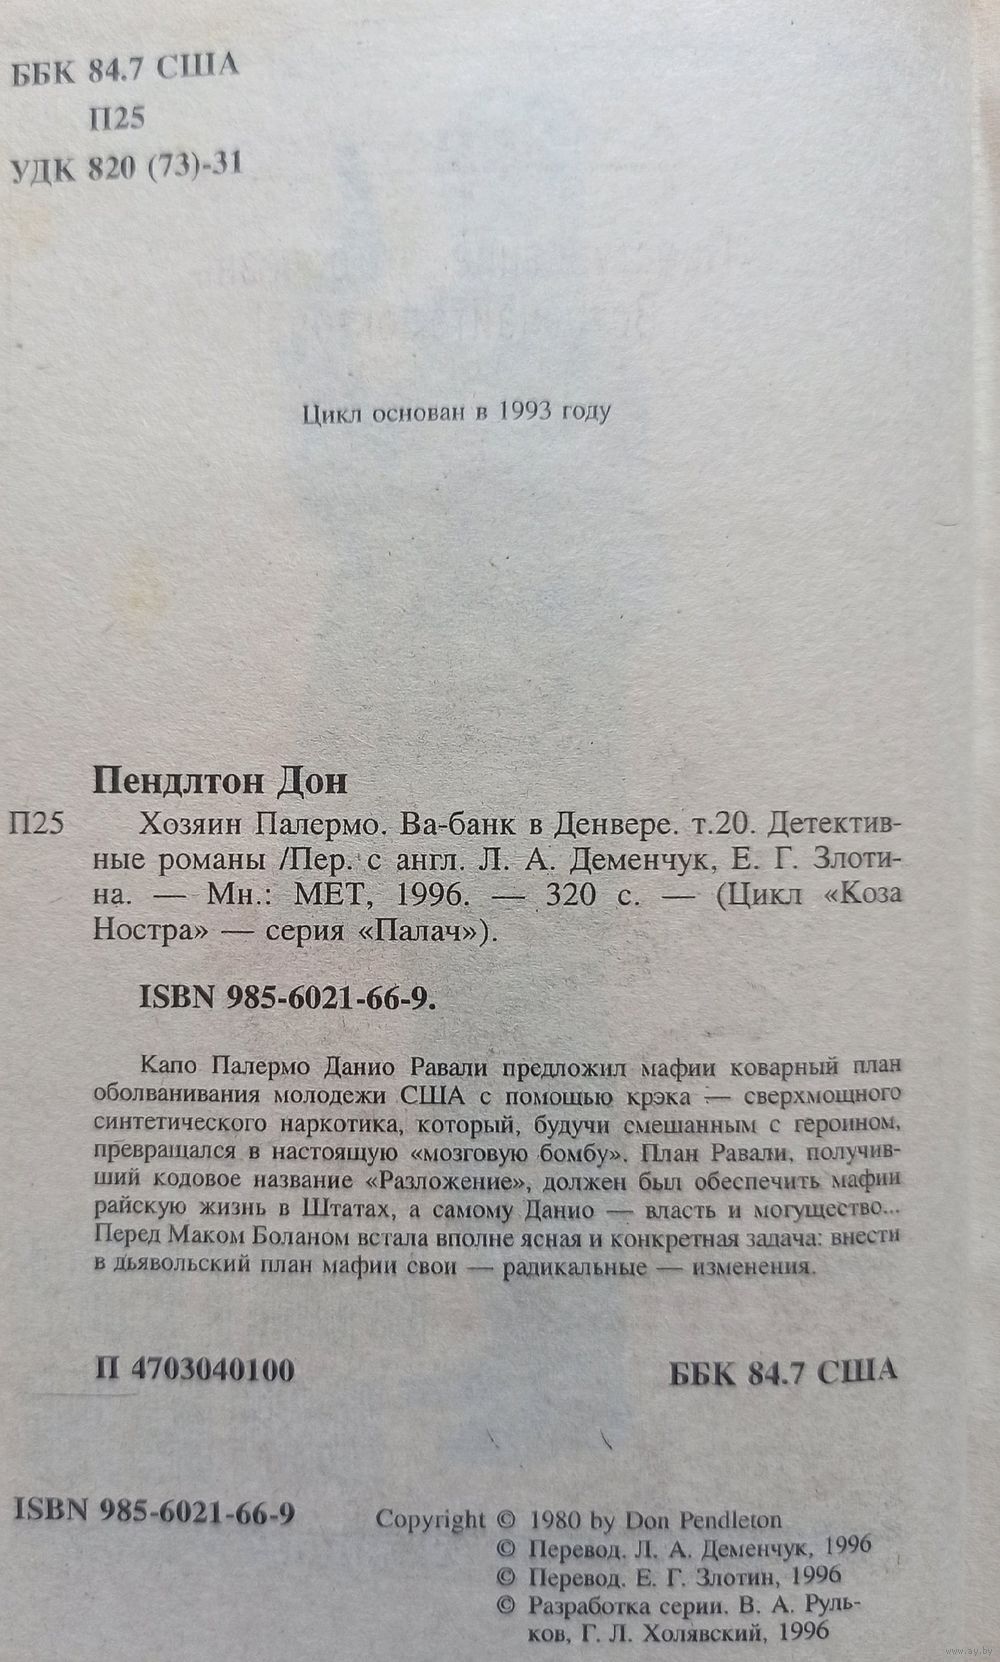 ББК 84.7 США
П25
УДК 820 (73)-31
Цикл основан в 1993 году
Пендлтон Дон
П25 Хозяин Палермо. Ва-банк в Денвере. т.20. Детектив-
ные романы /Пер. с англ. Л. А. Деменчук, Е. Г. Злоти-
на. — Мн.: МЕТ, 1996. — 320 с. — (Цикл «Коза
Ностра» — серия «Палач»).
ISBN 985-6021-66-9.
Капо Палермо Данио Равали предложил мафии коварный план
оболванивания молодежи США с помощью крэка — сверхмощного
синтетического наркотика, который, будучи смешанным с героином,
превращался в настоящую «мозговую бомбу». План Равали, получив-
ший кодовое название «Разложение», должен был обеспечить мафии
райскую жизнь в Штатах, а самому Данио — власть и могущество...
Перед Маком Боланом встала вполне ясная и конкретная задача: внести
в дьявольский план мафии свои — радикальные — изменения.
П 4703040100 ББК 84.7 США
ISBN 985-6021-66-9 Copyright © 1980 by Don Pendleton
© Перевод. Л. А. Деменчук, 1996
© Перевод. Е. Г. Злотин, 1996
© Разработка серии. В. А. Руль-
ков, Г. Л. Холявский, 1996
www.ay.by